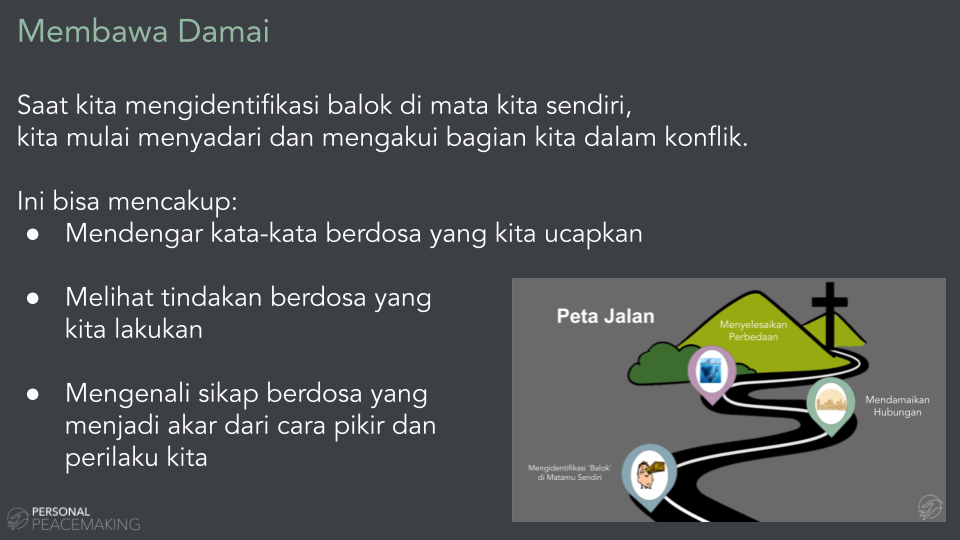 Membawa Damai
Saat kita mengidentifikasi balok di mata kita sendiri,
kita mulai menyadari dan mengakui bagian kita dalam konflik.
Ini bisa mencakup:
● Mendengar kata-kata berdosa yang kita ucapkan
● Melihat tindakan berdosa yang
kita lakukan
● Mengenali sikap berdosa yang
menjadi akar dari cara pikir dan
perilaku kita
Peta Jalan
Menyelesaikan
Perbedaan
Mendamaikan
Hubungan
Mengidentifikasi 'Balok'
di Matamu Sendiri
PERSONAL
PEACEMAKING